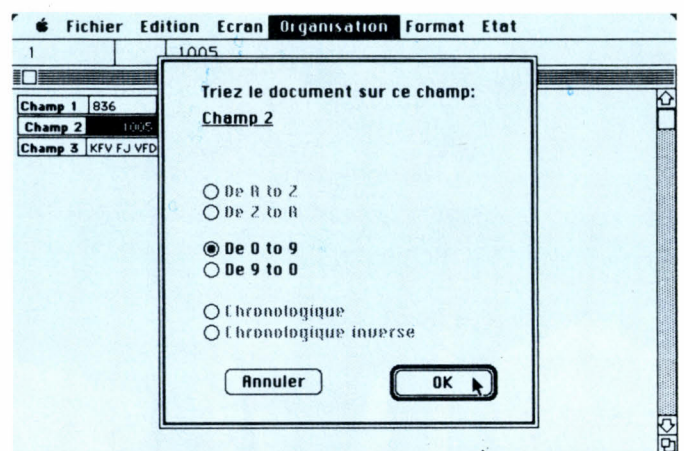 Fichier Edition Ecran Organisation Format Etat
1 1005
Triez le document sur ce champ:
Champ 2
Champ 1 836
Champ 2 1005
Champ 3 KFV FJ VFD
De A to Z
De Z to A
De 0 to 9
De 9 to 0
Chronologique
Chronologique inverse
Annuler OK